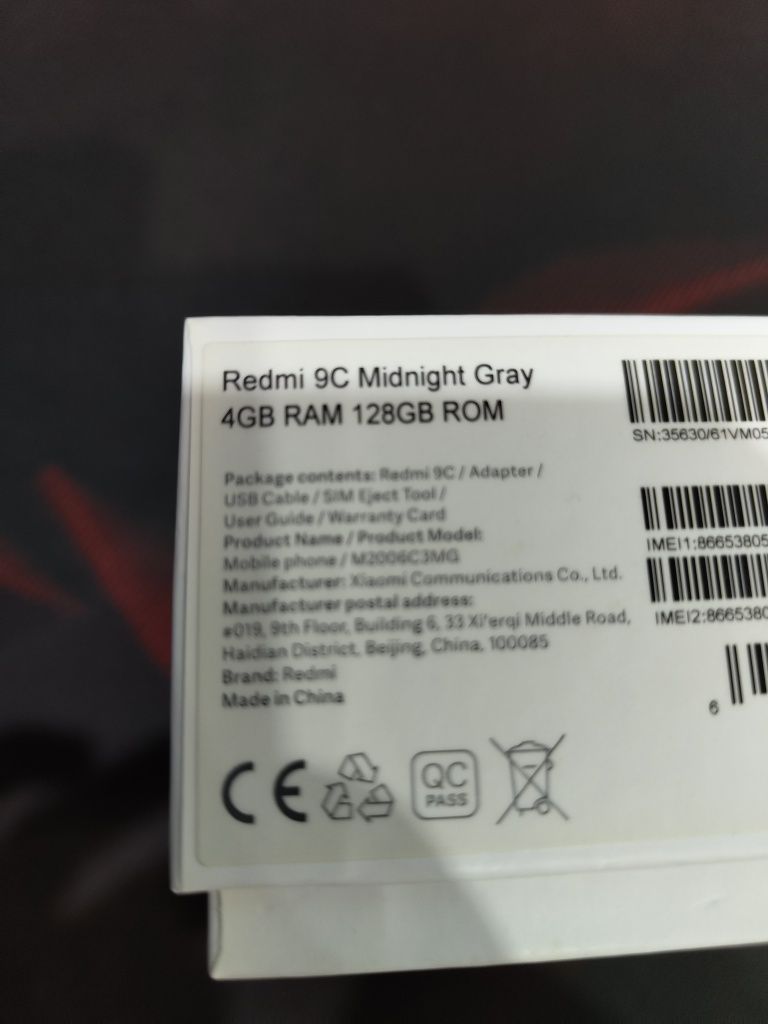 Redmi 9C Midnight Gray
4GB RAM 128GB ROM
Package contents: Redmi 9C / Adapter /
USB Cable / SIM Eject Tool /
User Guide / Warranty Card
Product Name / Product Model:
Mobile phone / M2006C3MG
Manufacturer: Xiaomi Communications Co., Ltd.
Manufacturer postal address:
#019, 9th Floor, Building 6, 33 Xi'erqi Middle Road,
Haidian District, Beijing, China, 100085
Brand: Redmi
Made in China
CE
QC
PASS
SN:35630/61VM05
IMEI1:86653805
IMEI2:8665380
6